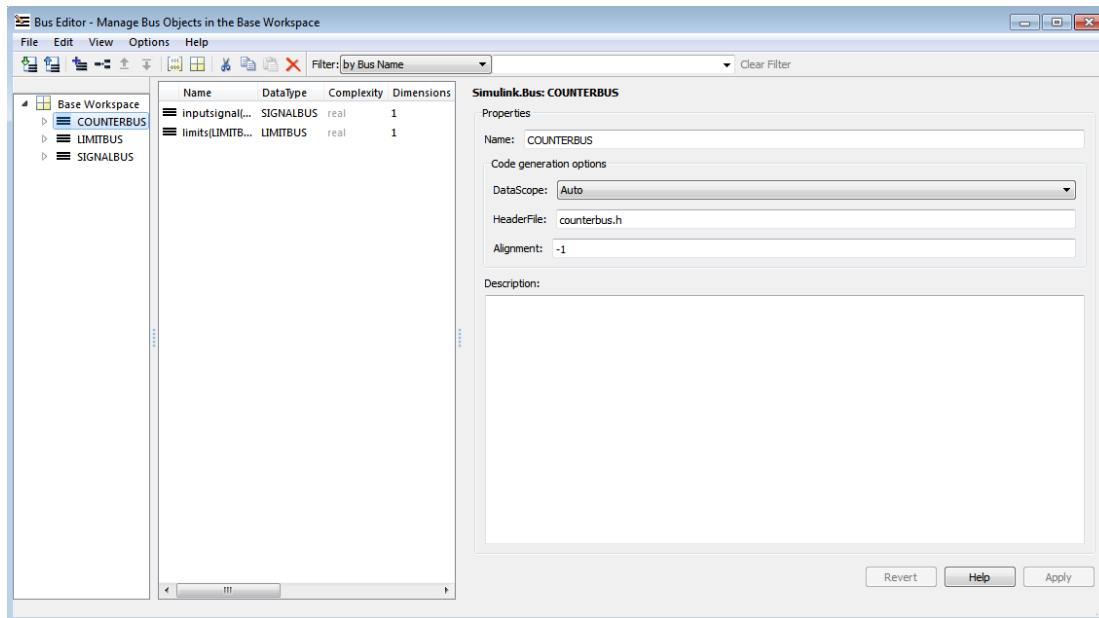 Bus Editor - Manage Bus Objects in the Base Workspace
File Edit View Options Help
Filter: by Bus Name Clear Filter
Base Workspace
COUNTERBUS
LIMITBUS
SIGNALBUS
Name DataType Complexity Dimensions
inputsignal(... SIGNALBUS real 1
limits(LIMITB... LIMITBUS real 1
Simulink.Bus: COUNTERBUS
Properties
Name: COUNTERBUS
Code generation options
DataScope: Auto
HeaderFile: counterbus.h
Alignment: -1
Description:
Revert Help Apply